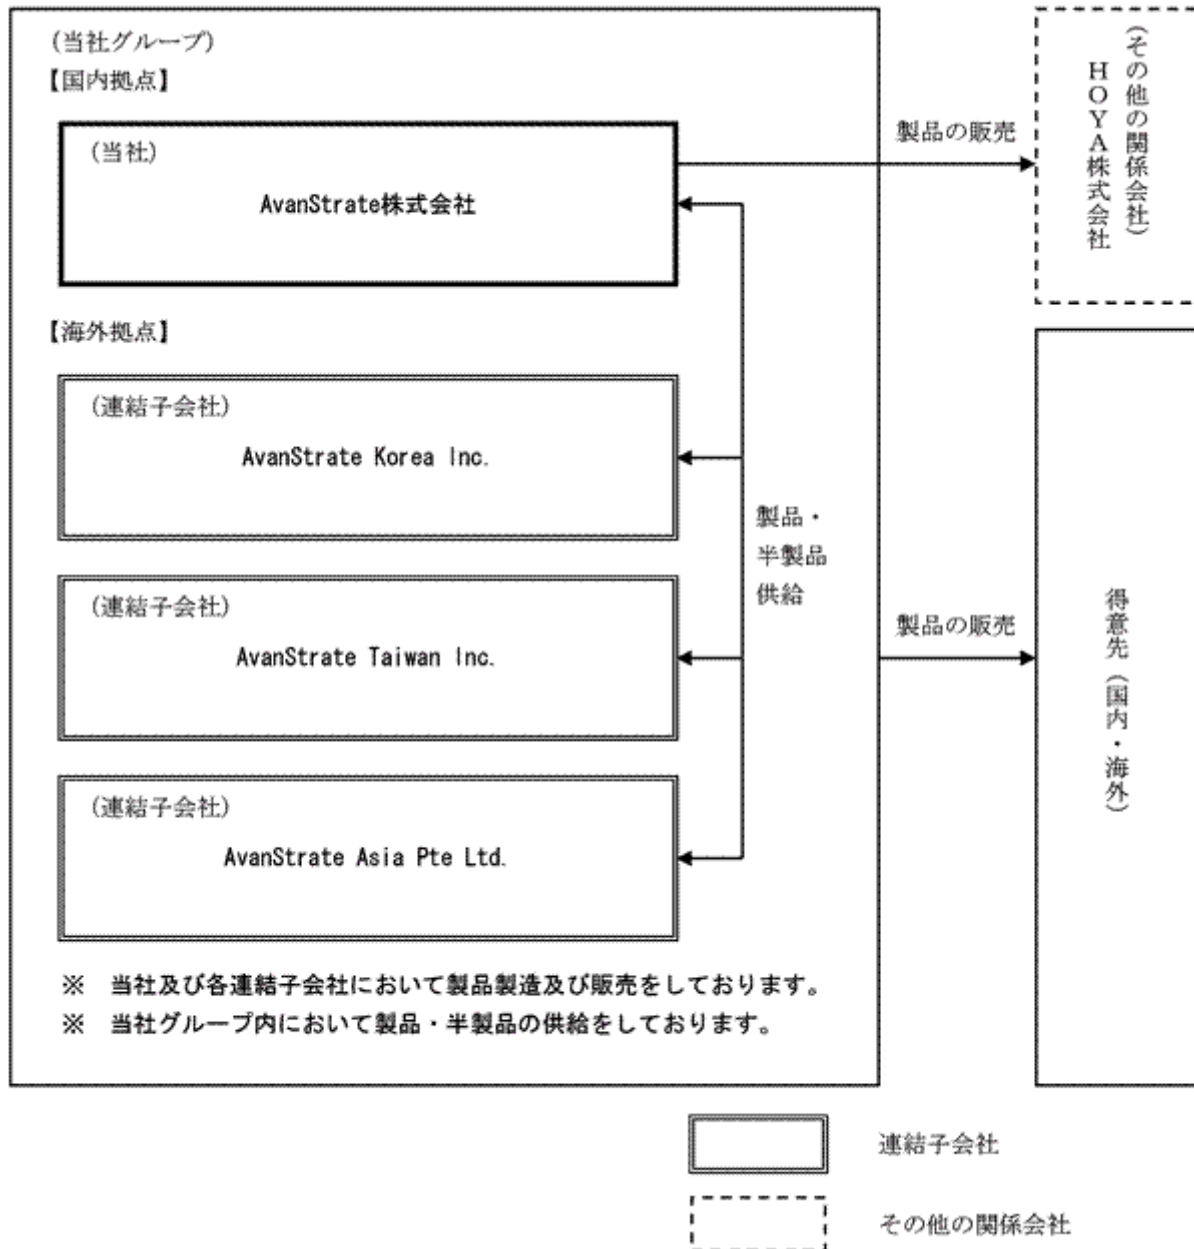 (当社グループ)
【国内拠点】
(当社)
AvanStrate株式会社
製品の販売
(その他の関係会社)
HOYA株式会社
【海外拠点】
(連結子会社)
AvanStrate Korea Inc.
製品・
半製品
供給
(連結子会社)
AvanStrate Taiwan Inc.
製品の販売
得意先(国内・海外)
(連結子会社)
AvanStrate Asia Pte Ltd.
※ 当社及び各連結子会社において製品製造及び販売をしております。
※ 当社グループ内において製品・半製品の供給をしております。
連結子会社
その他の関係会社